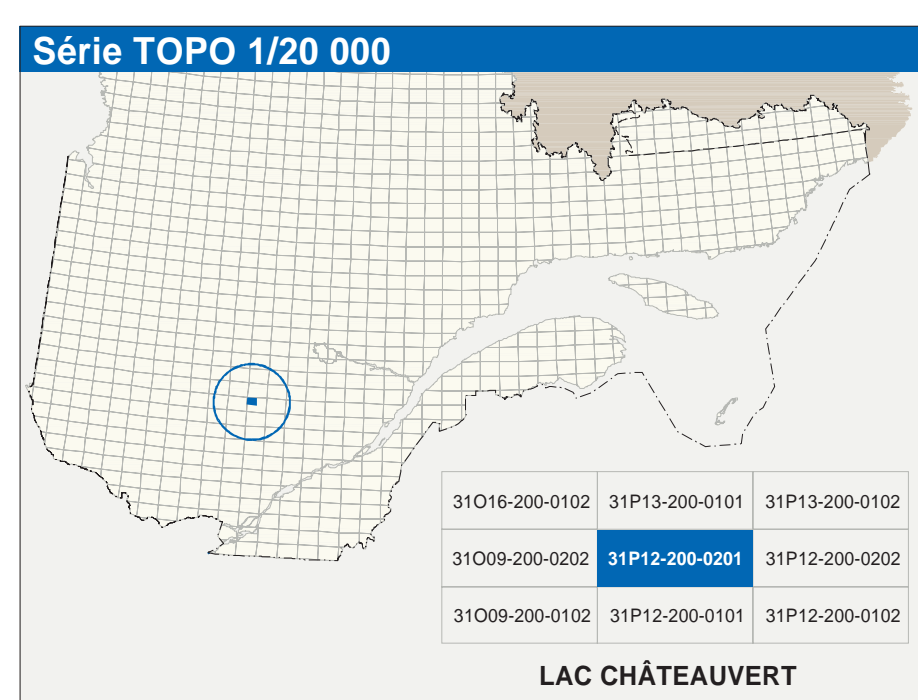 Série TOPO 1/20 000
31O16-200-0102 31P13-200-0101 31P13-200-0102
31O09-200-0202 31P12-200-0201 31P12-200-0202
31O09-200-0102 31P12-200-0101 31P12-200-0102
LAC CHÂTEAUVERT